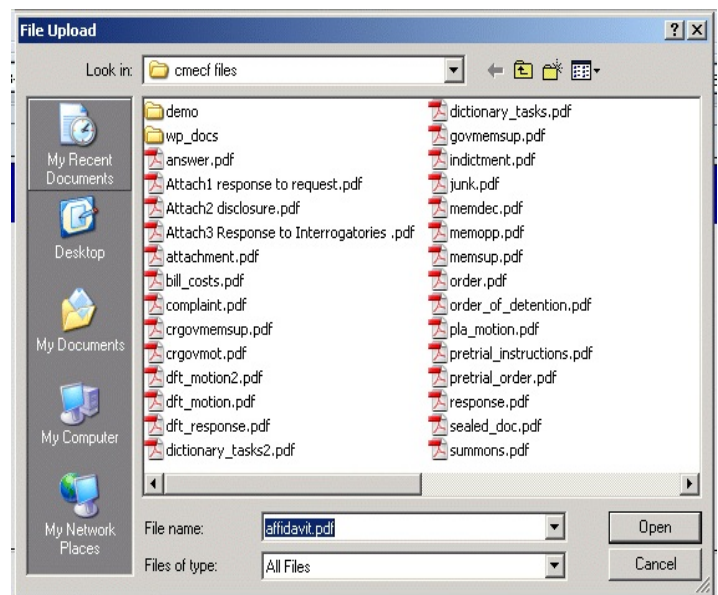 File Upload
Look in: cmecf files
My Recent Documents
Desktop
My Documents
My Computer
My Network Places
demo
wp_docs
answer.pdf
Attach1 response to request.pdf
Attach2 disclosure.pdf
Attach3 Response to Interrogatories .pdf
attachment.pdf
bill_costs.pdf
complaint.pdf
crgovmemsup.pdf
crgovmot.pdf
dft_motion2.pdf
dft_motion.pdf
dft_response.pdf
dictionary_tasks2.pdf
dictionary_tasks.pdf
govmemsup.pdf
indictment.pdf
junk.pdf
memdec.pdf
memopp.pdf
memsup.pdf
order.pdf
order_of_detention.pdf
pla_motion.pdf
pretrial_instructions.pdf
pretrial_order.pdf
response.pdf
sealed_doc.pdf
summons.pdf
File name: affidavit.pdf Open
Files of type: All Files Cancel